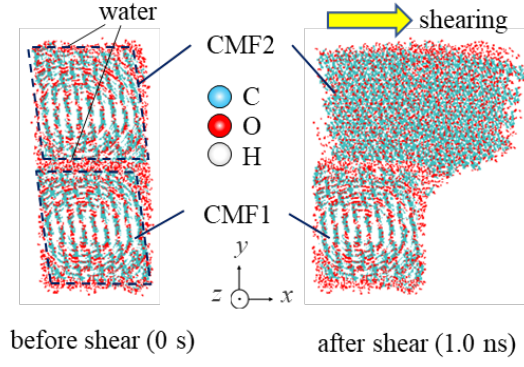 water
shearing
CMF2
C
O
H
CMF1
y
z
x
before shear (0 s)
after shear (1.0 ns)